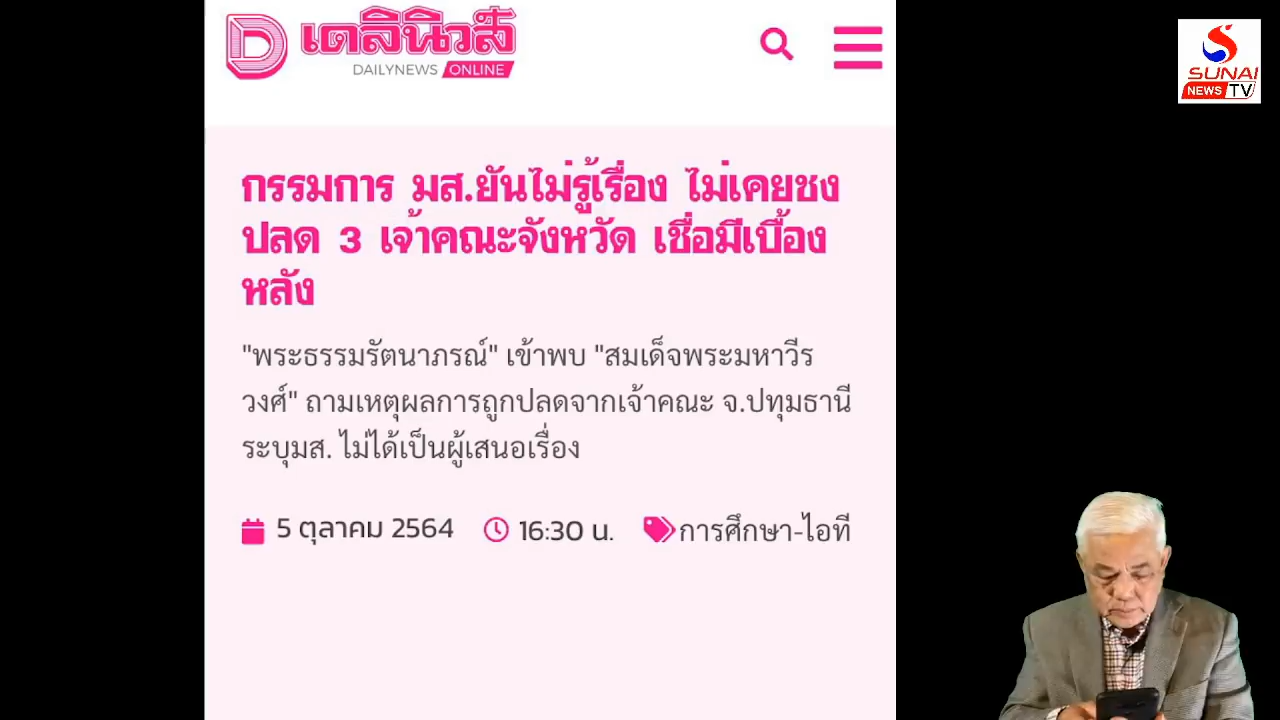 เดลินิวส์
DAILYNEWS ONLINE
SUNAI
NEWS TV
กรรมการ มส.ยันไม่รู้เรื่อง ไม่เคยชง
ปลด 3 เจ้าคณะจังหวัด เชื่อมีเบื้อง
หลัง
"พระธรรมรัตนาภรณ์" เข้าพบ "สมเด็จพระมหาวีร
วงศ์" ถามเหตุผลการถูกปลดจากเจ้าคณะ จ.ปทุมธานี
ระบุมส. ไม่ได้เป็นผู้เสนอเรื่อง
5 ตุลาคม 2564 16:30 น. การศึกษา-ไอที